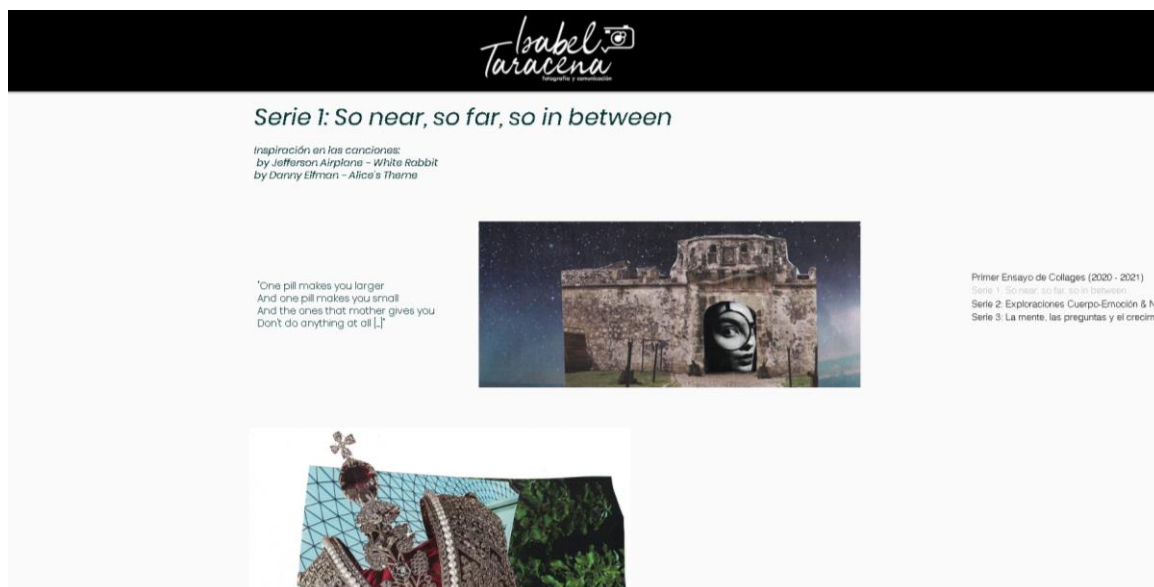 Isabel
Taracena
fotografía y comunicación
Serie 1: So near, so far, so in between
Inspiración en las canciones:
by Jefferson Airplane - White Rabbit
by Danny Elfman - Alice's Theme
"One pill makes you larger
And one pill makes you small
And the ones that mother gives you
Don't do anything at all [...]"
Primer Ensayo de Collages (2020 - 2021)
Serie 1: So near, so far, so in between
Serie 2: Exploraciones Cuerpo-Emoción & N
Serie 3: La mente, las preguntas y el crecim